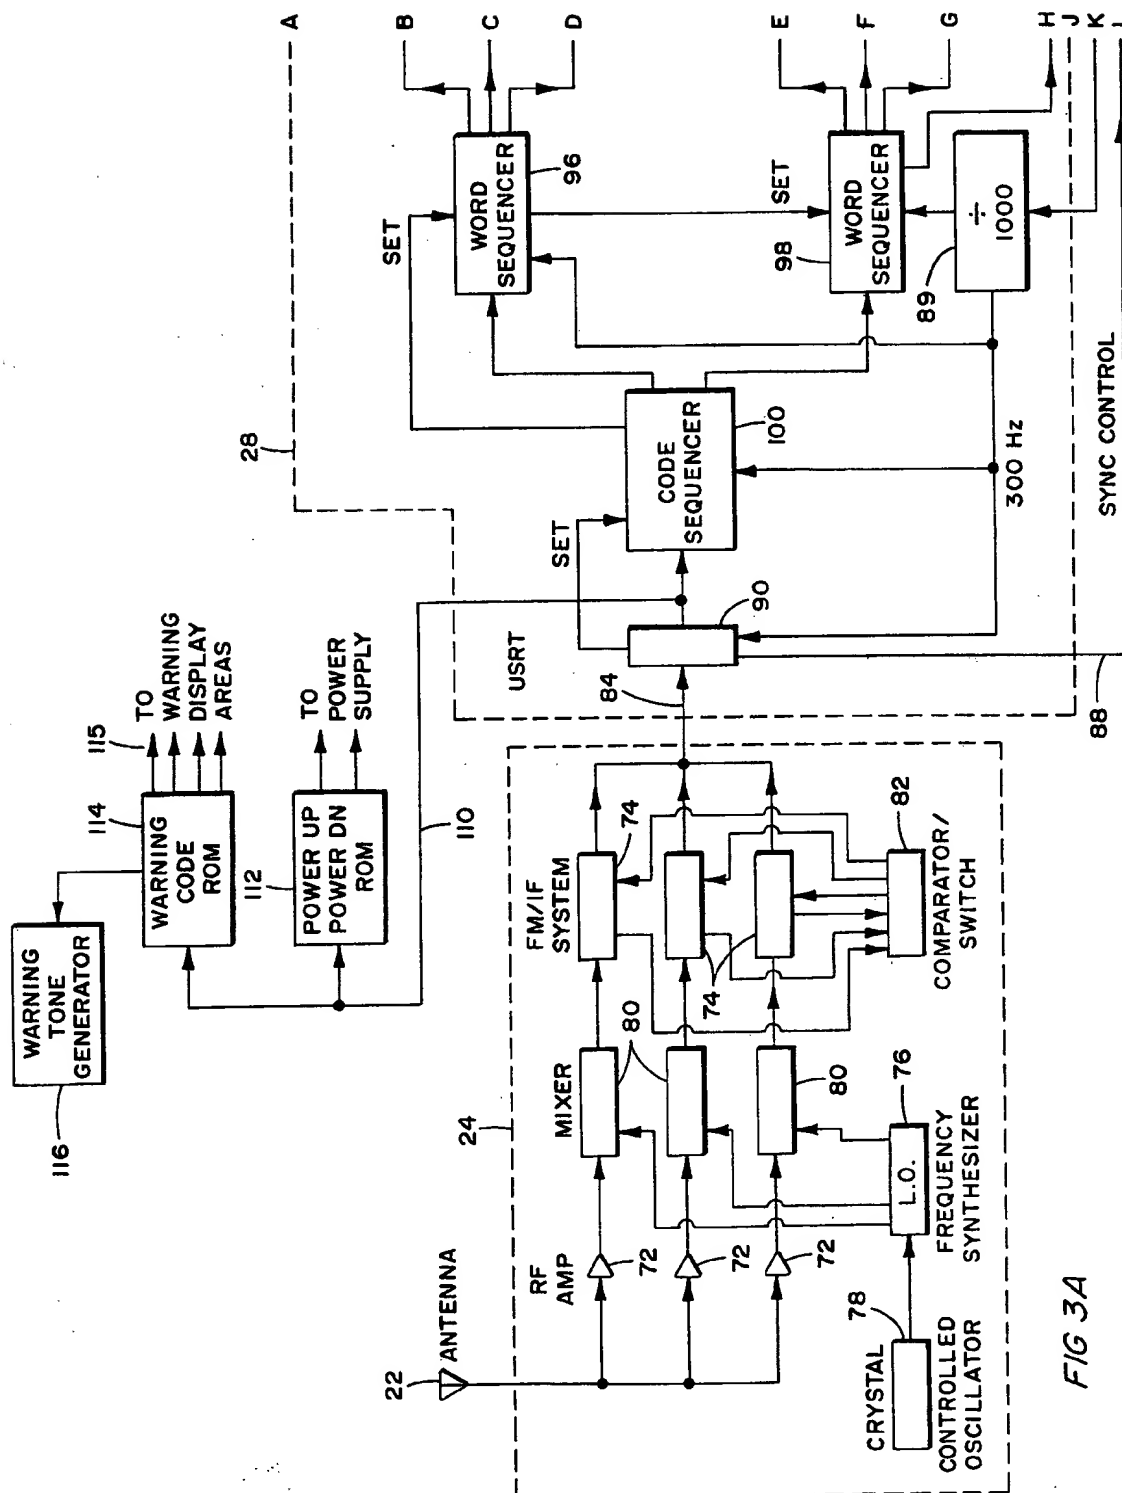 ANTENNA
22
RF
AMP
72
72
72
24
MIXER
80
80
FM/IF
SYSTEM
74
74
CRYSTAL
78
CONTROLLED
OSCILLATOR
L.O.
76
FREQUENCY
SYNTHESIZER
82
COMPARATOR/
SWITCH
116
WARNING
TONE
GENERATOR
114
WARNING
CODE
ROM
115
TO
WARNING
DISPLAY
AREAS
112
POWER UP
POWER DN
ROM
TO
POWER
SUPPLY
110
28
USRT
84
90
88
SET
CODE
SEQUENCER
100
SET
WORD
SEQUENCER
96
SET
98
WORD
SEQUENCER
89
÷
1000
300 Hz
SYNC CONTROL
A
B
C
D
E
F
G
H
J
K
FIG 3A